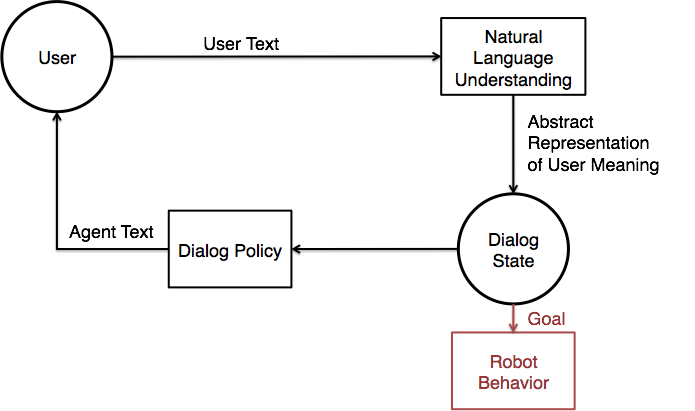 User
User Text
Natural
Language
Understanding
Abstract
Representation
of User Meaning
Agent Text
Dialog Policy
Dialog
State
Goal
Robot
Behavior